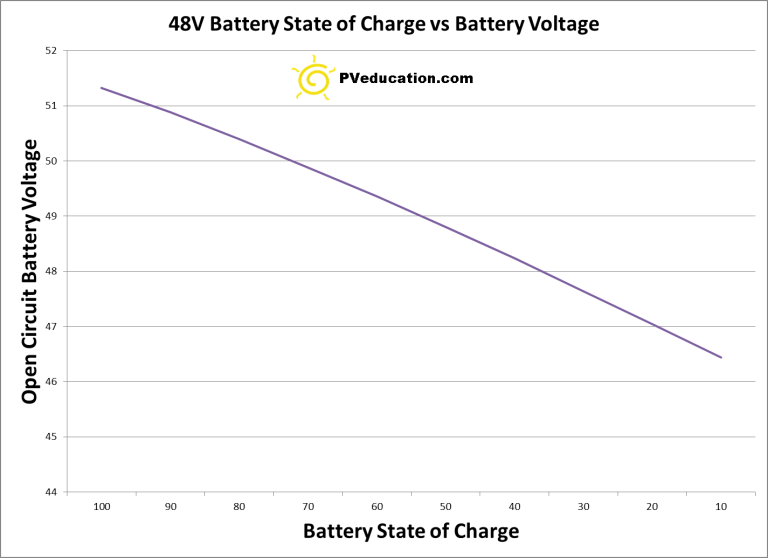 48V Battery State of Charge vs Battery Voltage
PVeducation.com
52
51
50
49
48
47
46
45
44
Open Circuit Battery Voltage
100 90 80 70 60 50 40 30 20 10
Battery State of Charge